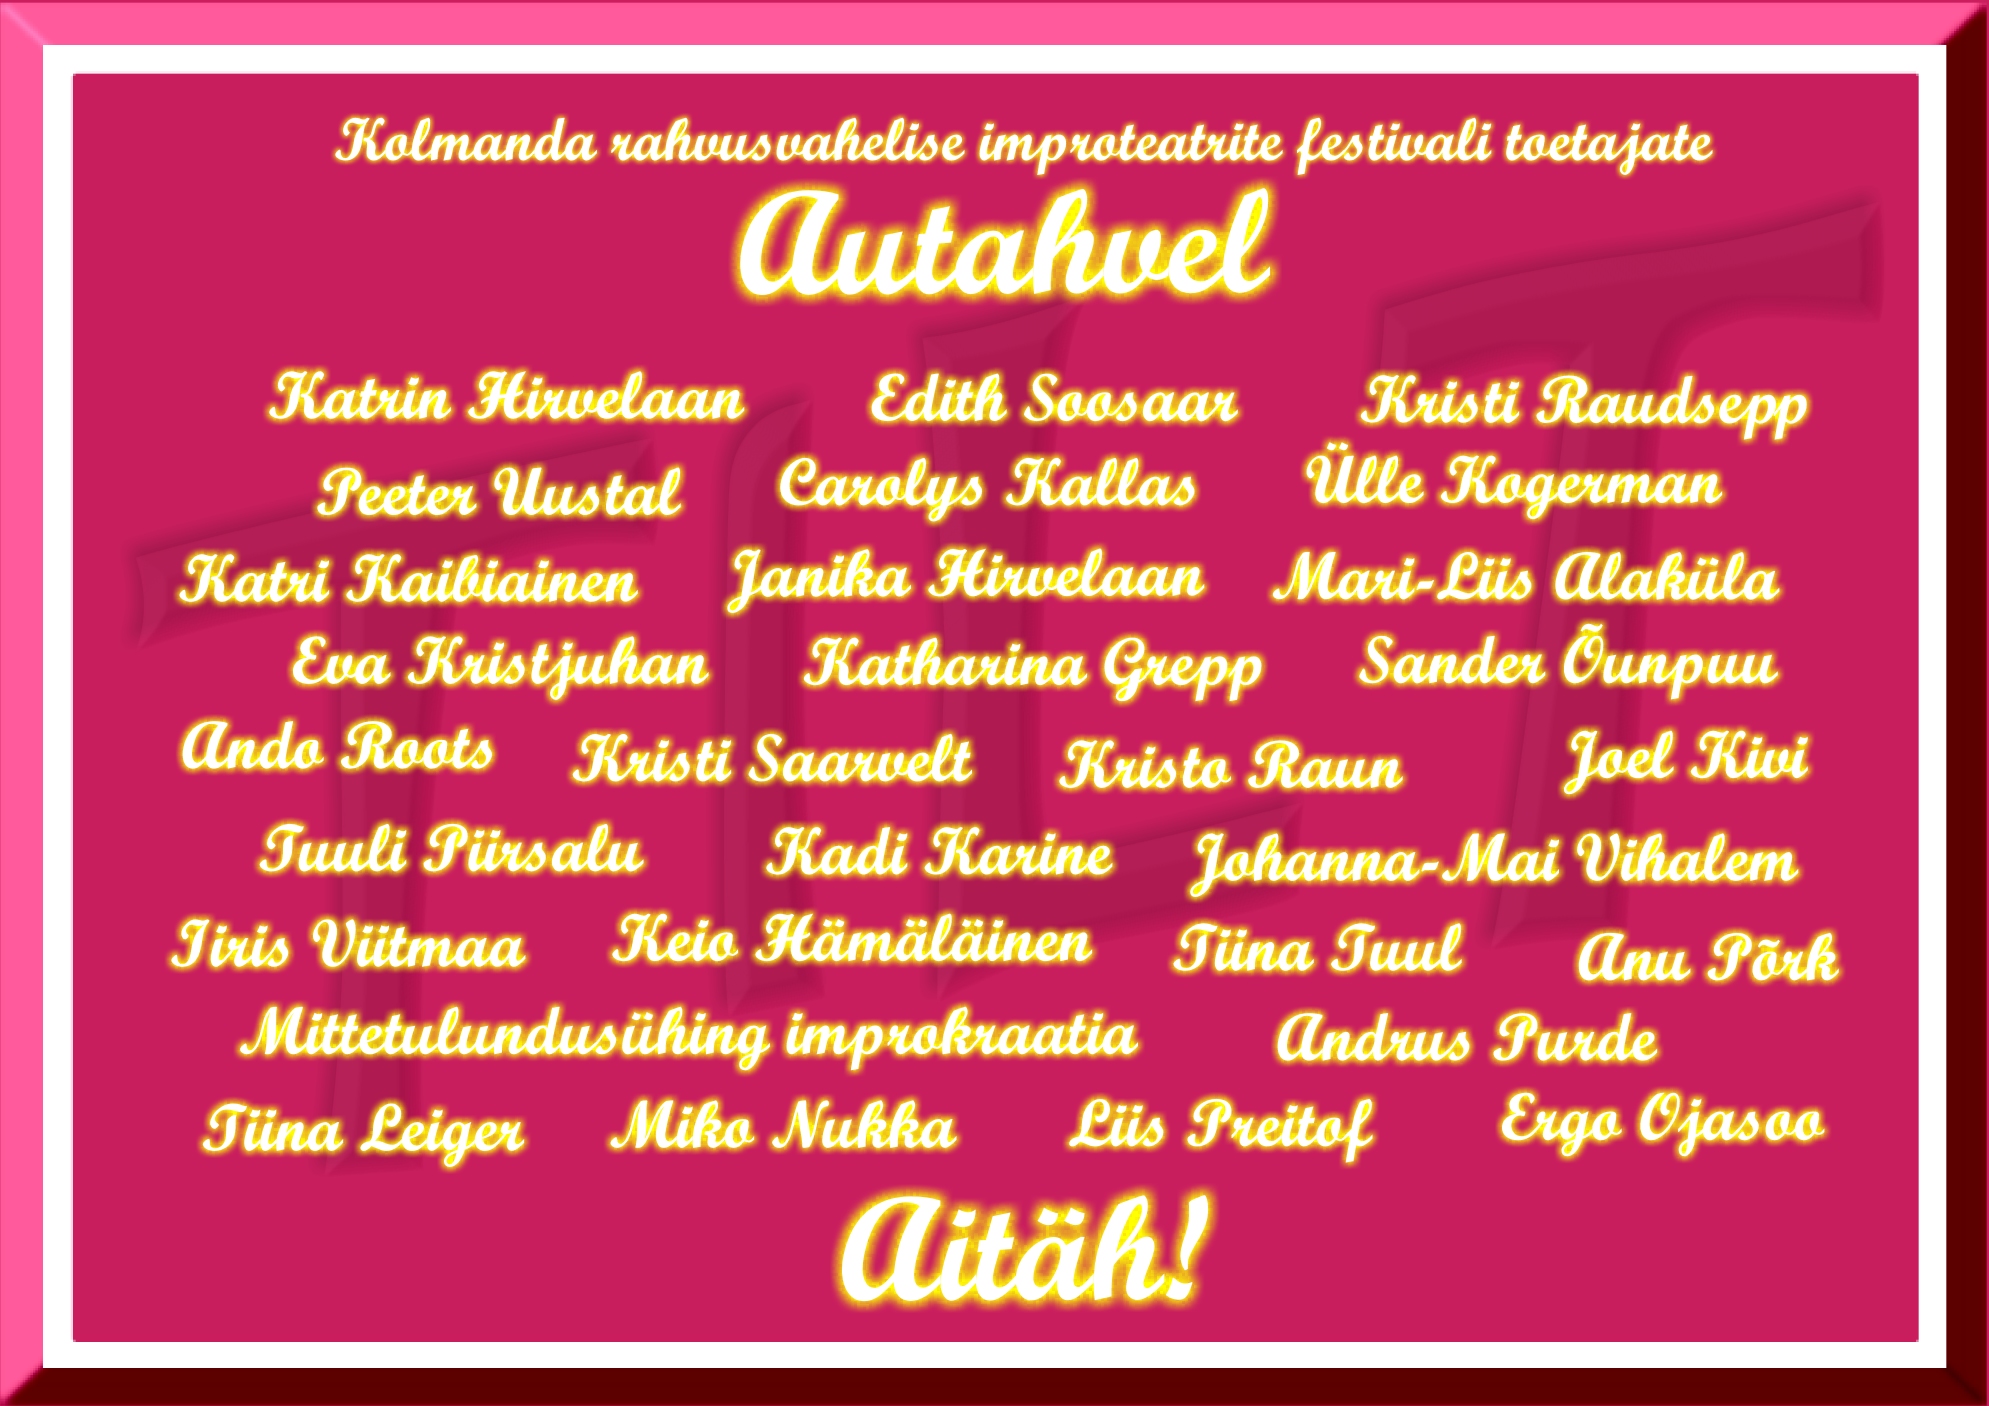 Kolmanda rahvusvahelise improteatrite festivali toetajate
Autahvel
Katrin Hirvelaan Edith Soosaar Kristi Raudsepp
Peeter Uustal Carolys Kallas Ülle Kogerman
Katri Kaibiainen Janika Hirvelaan Mari-Liis Alaküla
Eva Kristjuhan Katharina Grepp Sander Õunpuu
Ando Roots Kristi Saarvelt Kristo Raun Joel Kivi
Tuuli Piirsalu Kadi Karine Johanna-Mai Vihalem
Iiris Viitmaa Keio Hämäläinen Tiina Tuul Anu Põrk
Mittetulundusühing improkraatia Andrus Purde
Tiina Leiger Miko Nukka Liis Preitof Ergo Ojasoo
Aitäh!
TILT